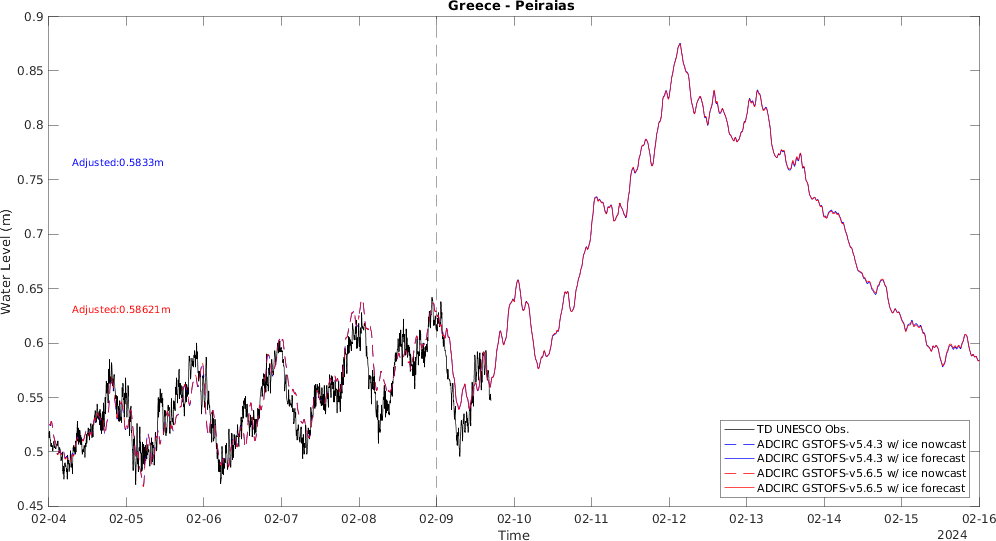 Greece - Peiraias
0.9
0.85
0.8
0.75
0.7
0.65
0.6
0.55
0.5
0.45
Water Level (m)
Adjusted:0.5833m
Adjusted:0.58621m
TD UNESCO Obs.
ADCIRC GSTOFS-v5.4.3 w/ ice nowcast
ADCIRC GSTOFS-v5.4.3 w/ ice forecast
ADCIRC GSTOFS-v5.6.5 w/ ice nowcast
ADCIRC GSTOFS-v5.6.5 w/ ice forecast
02-04 02-05 02-06 02-07 02-08 02-09 02-10 02-11 02-12 02-13 02-14 02-15 02-16
Time
2024